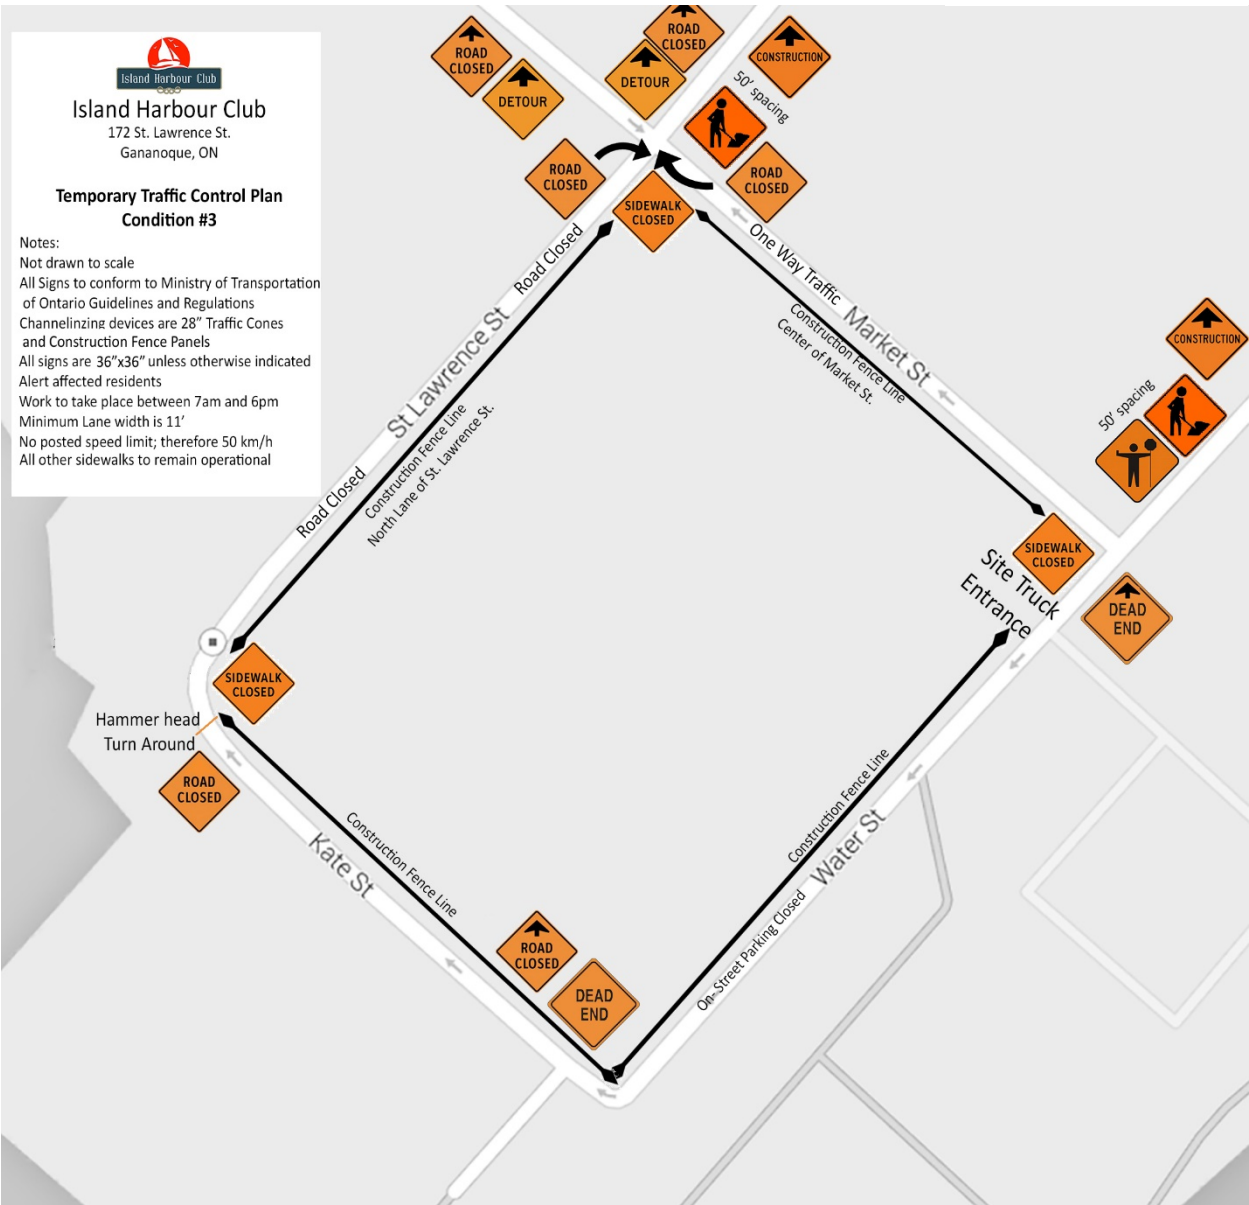 Island Harbour Club
Island Harbour Club
172 St. Lawrence St.
Gananoque, ON
Temporary Traffic Control Plan
Condition #3
Notes:
Not drawn to scale
All Signs to conform to Ministry of Transportation
of Ontario Guidelines and Regulations
Channelinzing devices are 28” Traffic Cones
and Construction Fence Panels
All signs are 36”x36” unless otherwise indicated
Alert affected residents
Work to take place between 7am and 6pm
Minimum Lane width is 11’
No posted speed limit; therefore 50 km/h
All other sidewalks to remain operational
ROAD
CLOSED
DETOUR
ROAD
CLOSED
DETOUR
CONSTRUCTION
50’ spacing
ROAD
CLOSED
ROAD
CLOSED
SIDEWALK
CLOSED
Road Closed
St Lawrence St
Road Closed
Construction Fence Line
North Lane of St. Lawrence St.
One Way Traffic
Market St
Construction Fence Line
Center of Market St.
CONSTRUCTION
50’ spacing
SIDEWALK
CLOSED
Site Truck
Entrance
DEAD
END
SIDEWALK
CLOSED
Hammer head
Turn Around
ROAD
CLOSED
Construction Fence Line
Kate St
Construction Fence Line
Water St
On-Street Parking Closed
ROAD
CLOSED
DEAD
END